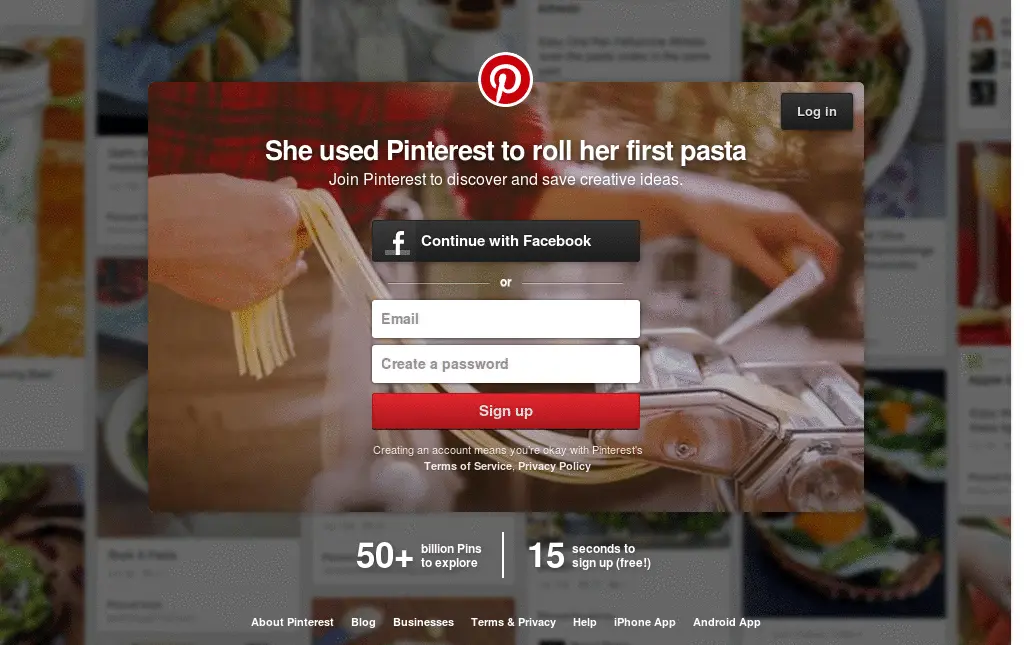 Log in
She used Pinterest to roll her first pasta
Join Pinterest to discover and save creative ideas.
Continue with Facebook
or
Email
Create a password
Sign up
Creating an account means you're okay with Pinterest's
Terms of Service, Privacy Policy
50+ billion Pins
to explore
15 seconds to
sign up (free!)
About Pinterest Blog Businesses Terms & Privacy Help iPhone App Android App